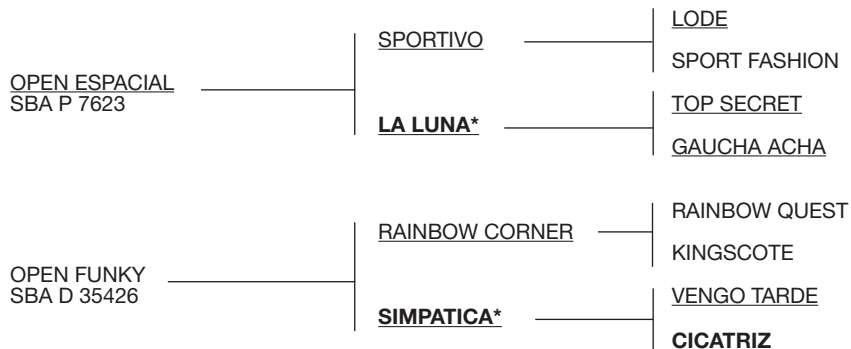 OPEN ESPACIAL
SBA P 7623
SPORTIVO
LODE
SPORT FASHION
LA LUNA*
TOP SECRET
GAUCHA ACHA
OPEN FUNKY
SBA D 35426
RAINBOW CORNER
RAINBOW QUEST
KINGSCOTE
SIMPATICA*
VENGO TARDE
CICATRIZ